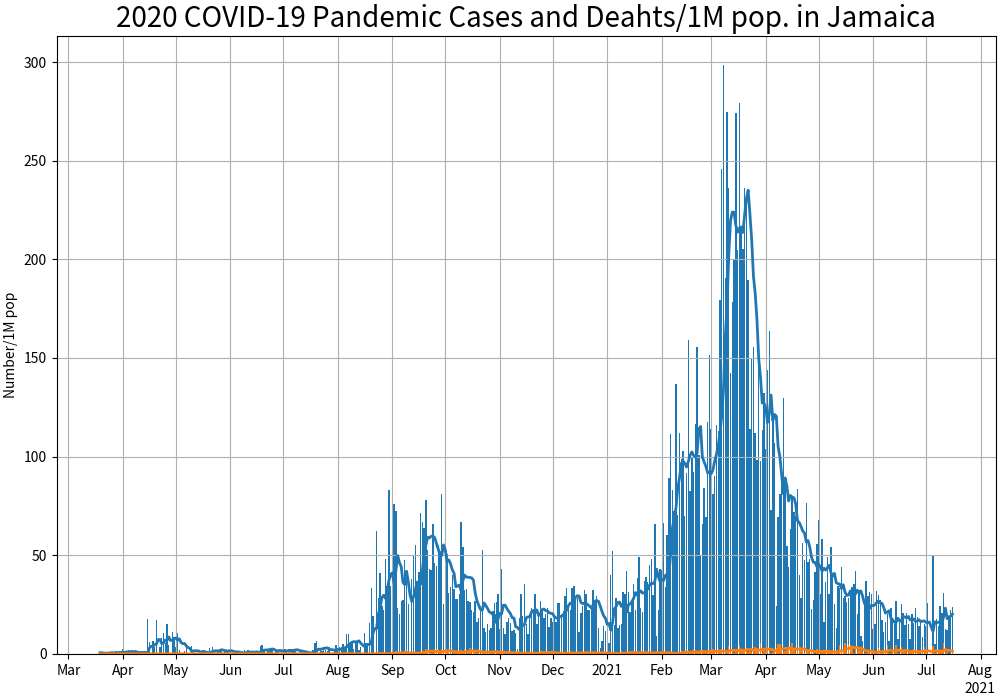 2020 COVID-19 Pandemic Cases and Deahts/1M pop. in Jamaica
300
250
200
150
100
50
0
Number/1M pop
Mar Apr May Jun Jul Aug Sep Oct Nov Dec 2021 Feb Mar Apr May Jun Jul Aug
2021